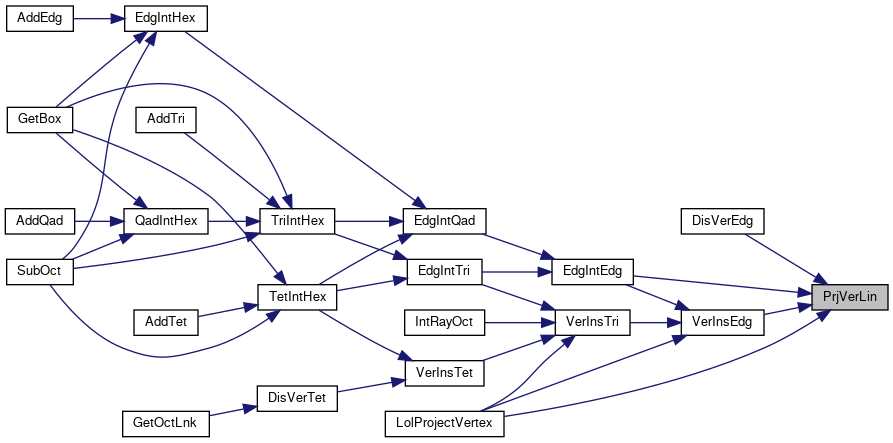 AddEdg
EdgIntHex
GetBox
AddTri
AddQad
QadIntHex
TriIntHex
EdgIntQad
DisVerEdg
SubOct
EdgIntTri
EdgIntEdg
TetIntHex
PrjVerLin
AddTet
IntRayOct
VerInsTri
VerInsEdg
VerInsTet
DisVerTet
GetOctLnk
LolProjectVertex